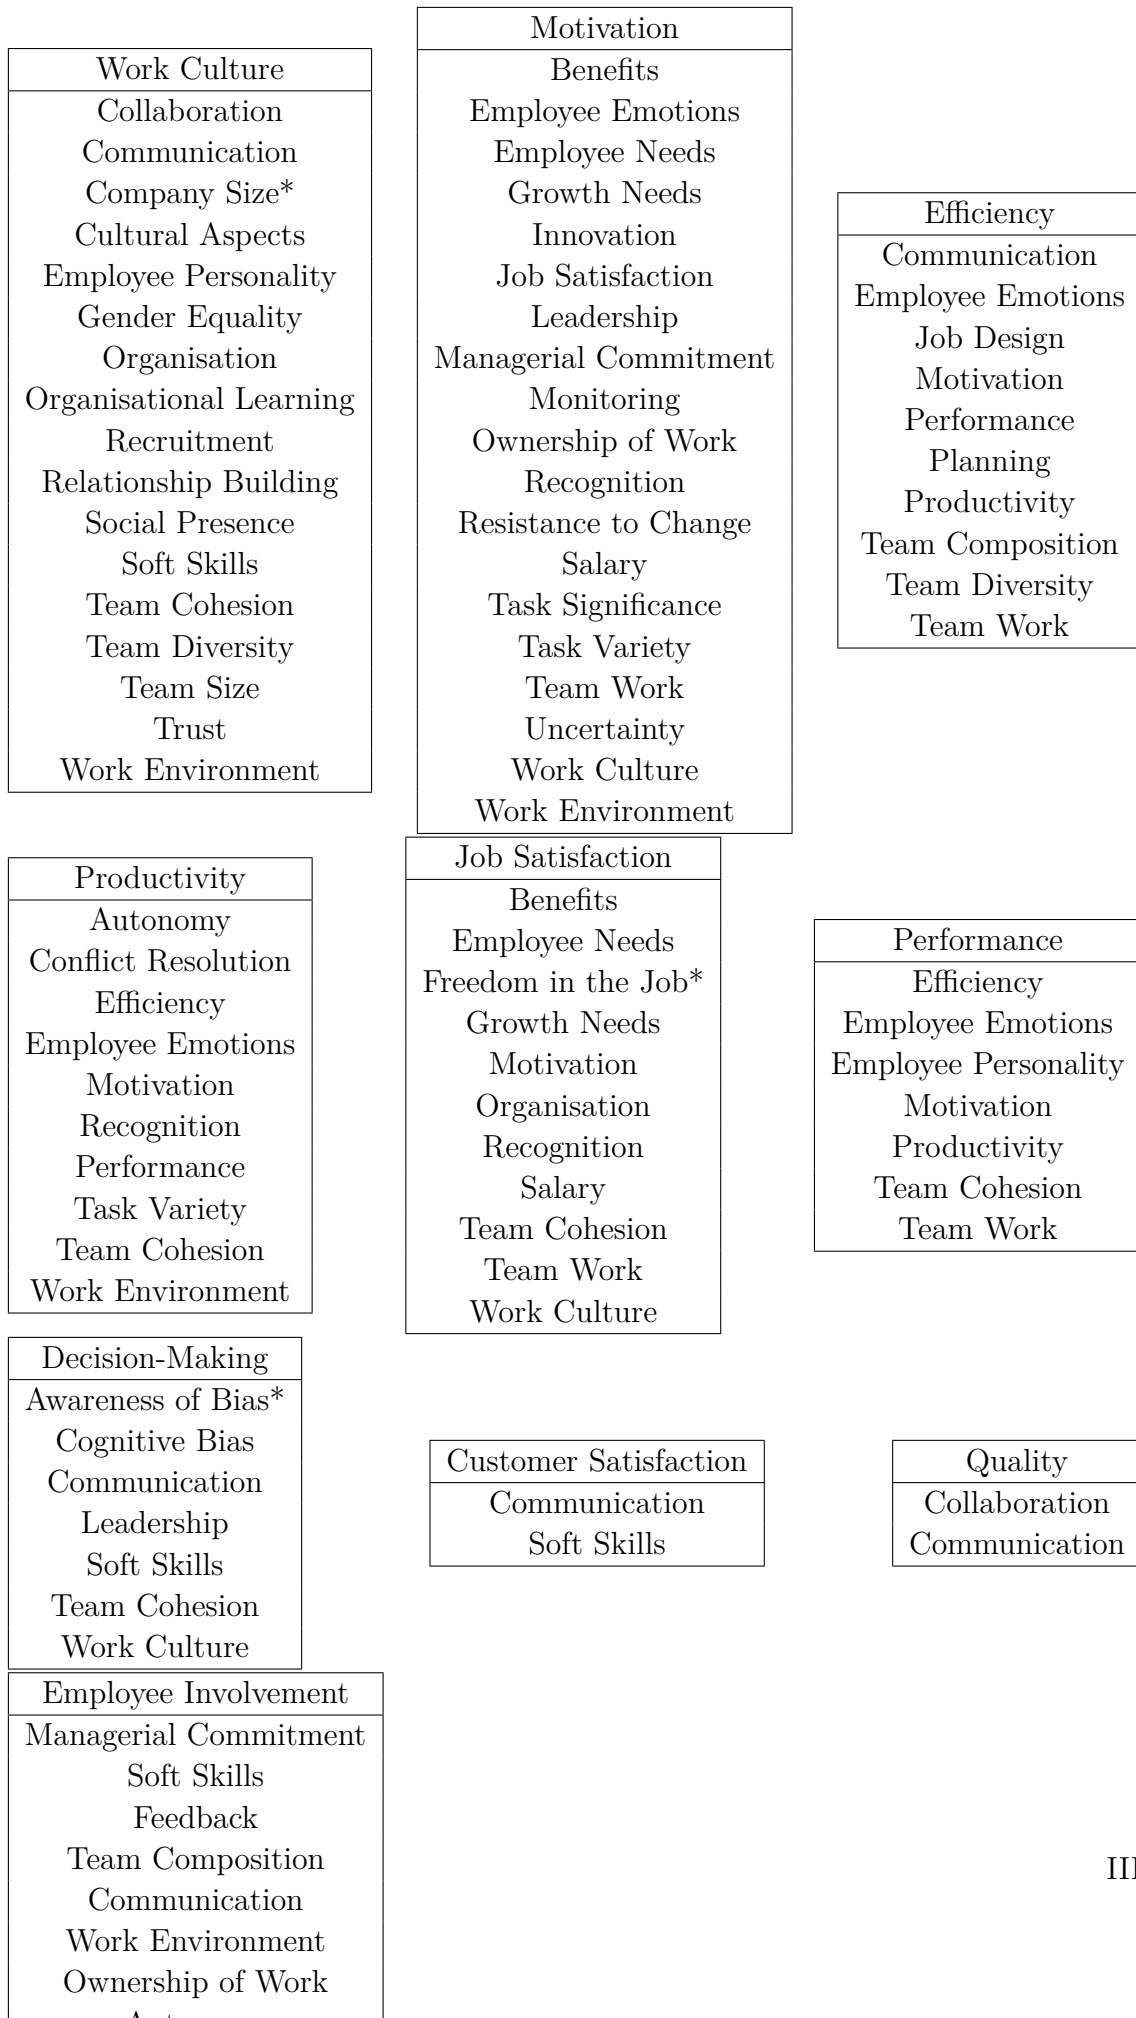 Work Culture
Collaboration
Communication
Company Size*
Cultural Aspects
Employee Personality
Gender Equality
Organisation
Organisational Learning
Recruitment
Relationship Building
Social Presence
Soft Skills
Team Cohesion
Team Diversity
Team Size
Trust
Work Environment
Motivation
Benefits
Employee Emotions
Employee Needs
Growth Needs
Innovation
Job Satisfaction
Leadership
Managerial Commitment
Monitoring
Ownership of Work
Recognition
Resistance to Change
Salary
Task Significance
Task Variety
Team Work
Uncertainty
Work Culture
Work Environment
Efficiency
Communication
Employee Emotions
Job Design
Motivation
Performance
Planning
Productivity
Team Composition
Team Diversity
Team Work
Productivity
Autonomy
Conflict Resolution
Efficiency
Employee Emotions
Motivation
Recognition
Performance
Task Variety
Team Cohesion
Work Environment
Job Satisfaction
Benefits
Employee Needs
Freedom in the Job*
Growth Needs
Motivation
Organisation
Recognition
Salary
Team Cohesion
Team Work
Work Culture
Performance
Efficiency
Employee Emotions
Employee Personality
Motivation
Productivity
Team Cohesion
Team Work
Decision-Making
Awareness of Bias*
Cognitive Bias
Communication
Leadership
Soft Skills
Team Cohesion
Work Culture
Customer Satisfaction
Communication
Soft Skills
Quality
Collaboration
Communication
Employee Involvement
Managerial Commitment
Soft Skills
Feedback
Team Composition
Communication
Work Environment
Ownership of Work
III